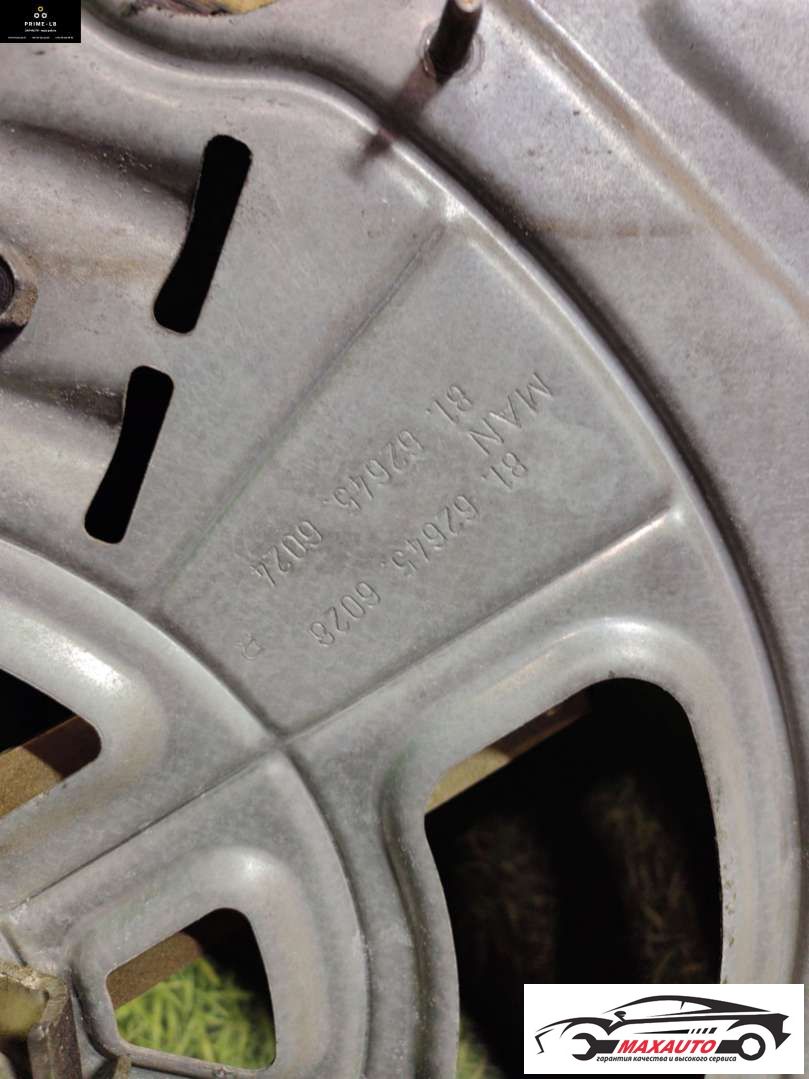 PRIME-LB
MAN
81. 62645. 6024
81. 62645. 6028
R
MAXAUTO
гарантия качества и высокого сервиса